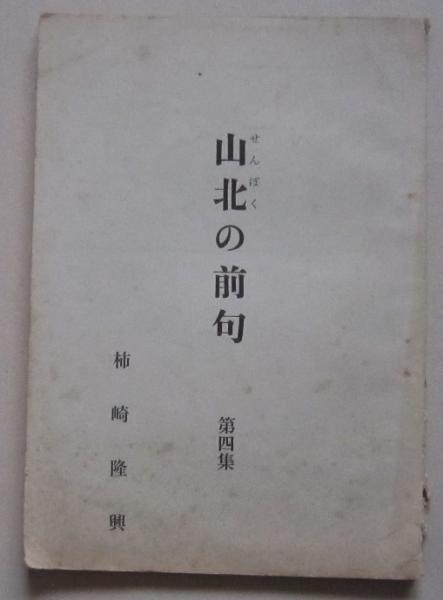 せんぼく
山北の前句
第四集
柿崎隆興